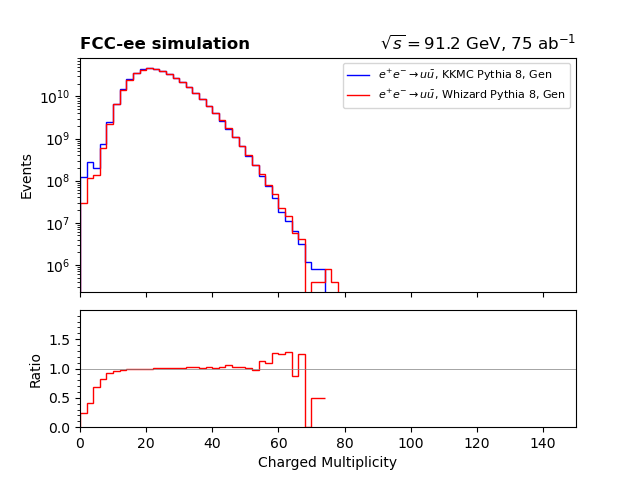 FCC-ee simulation √s = 91.2 GeV, 75 ab⁻¹
e⁺e⁻ → uū, KKMC Pythia 8, Gen
e⁺e⁻ → uū, Whizard Pythia 8, Gen
Events
10¹⁰
10⁹
10⁸
10⁷
10⁶
Ratio
1.5
1.0
0.5
0.0
0 20 40 60 80 100 120 140
Charged Multiplicity